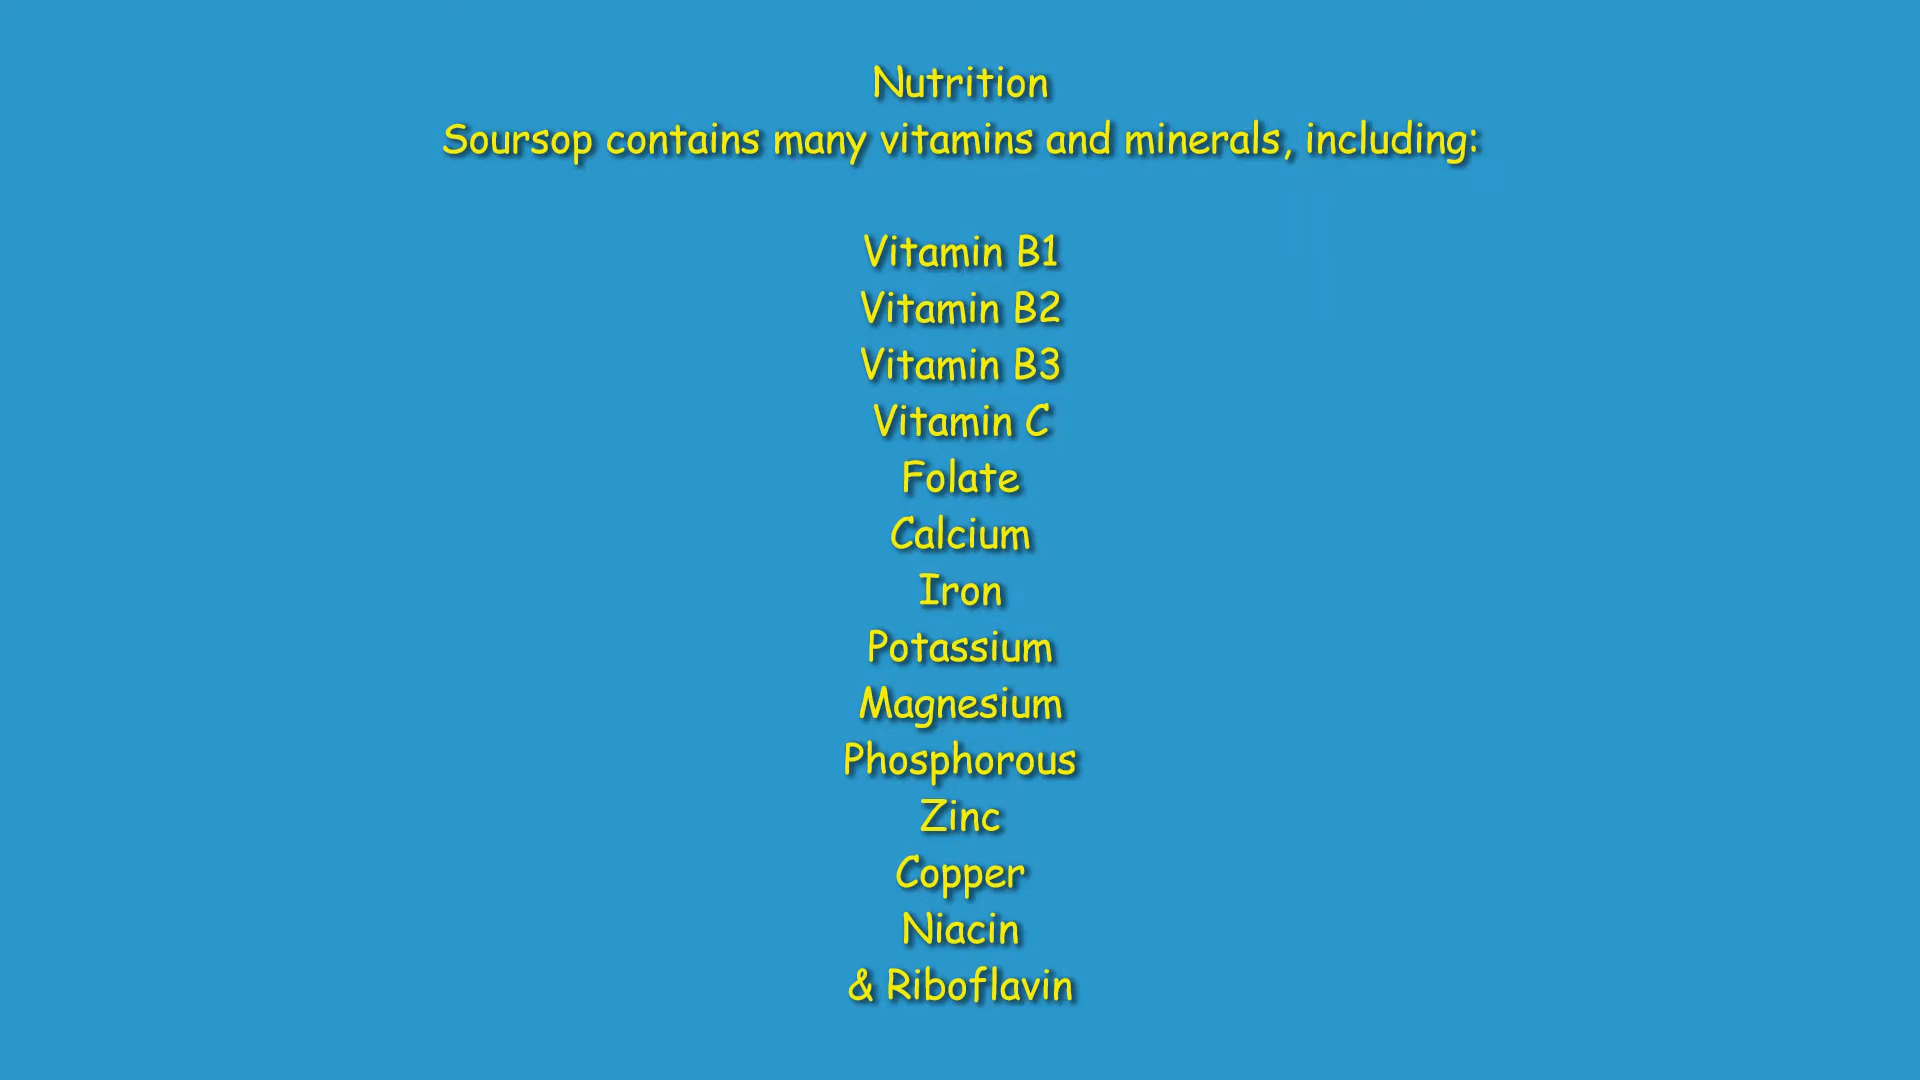 Nutrition
Soursop contains many vitamins and minerals, including:
Vitamin B1
Vitamin B2
Vitamin B3
Vitamin C
Folate
Calcium
Iron
Potassium
Magnesium
Phosphorous
Zinc
Copper
Niacin
& Riboflavin